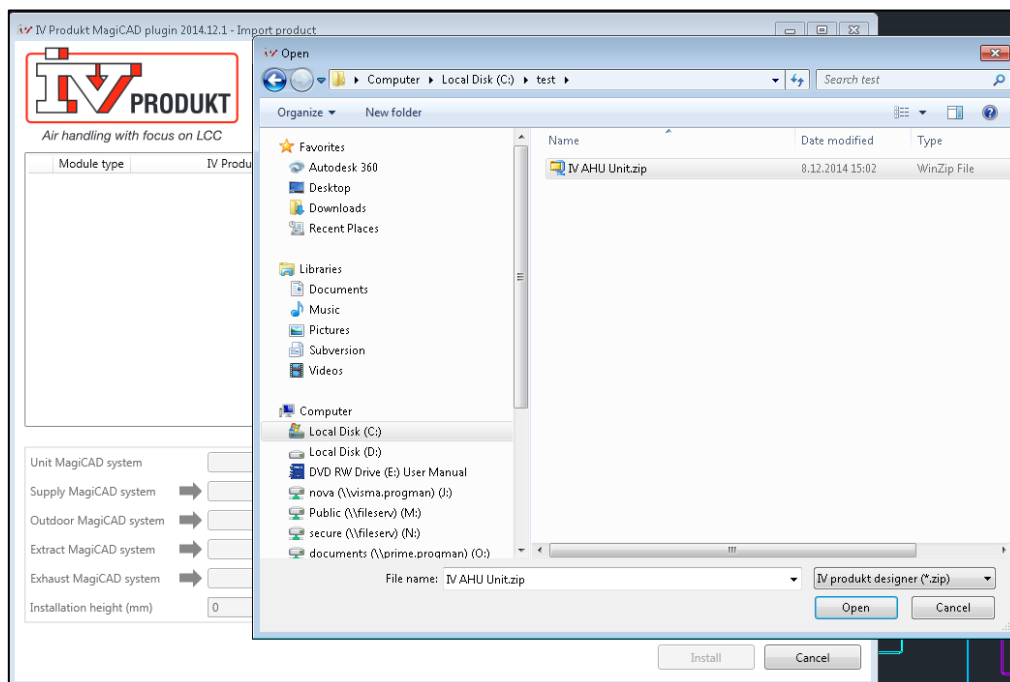 IV Produkt MagiCAD plugin 2014.12.1 - Import product
IV PRODUKT
Air handling with focus on LCC
Module type IV Produ
Unit MagiCAD system
Supply MagiCAD system
Outdoor MagiCAD system
Extract MagiCAD system
Exhaust MagiCAD system
Installation height (mm) 0
Install Cancel
Open
Computer Local Disk (C:) test
Search test
Organize New folder
Favorites
Autodesk 360
Desktop
Downloads
Recent Places
Libraries
Documents
Music
Pictures
Subversion
Videos
Computer
Local Disk (C:)
Local Disk (D:)
DVD RW Drive (E:) User Manual
nova (\\visma.progman) (J:)
Public (\\fileserv) (M:)
secure (\\fileserv) (N:)
documents (\\prime.progman) (O:)
Name Date modified Type
IV AHU Unit.zip 8.12.2014 15:02 WinZip File
File name: IV AHU Unit.zip IV produkt designer (*.zip)
Open Cancel